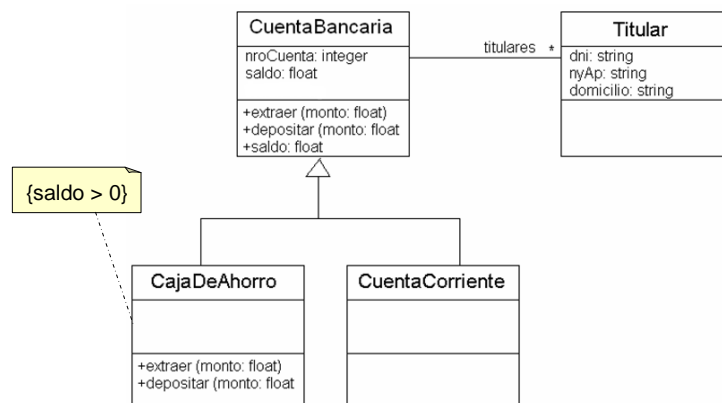 CuentaBancaria
nroCuenta: integer
saldo: float
+extraer (monto: float)
+depositar (monto: float
+saldo: float
titulares *
Titular
dni: string
nyAp: string
domicilio: string
{saldo > 0}
CajaDeAhorro
+extraer (monto: float)
+depositar (monto: float
CuentaCorriente